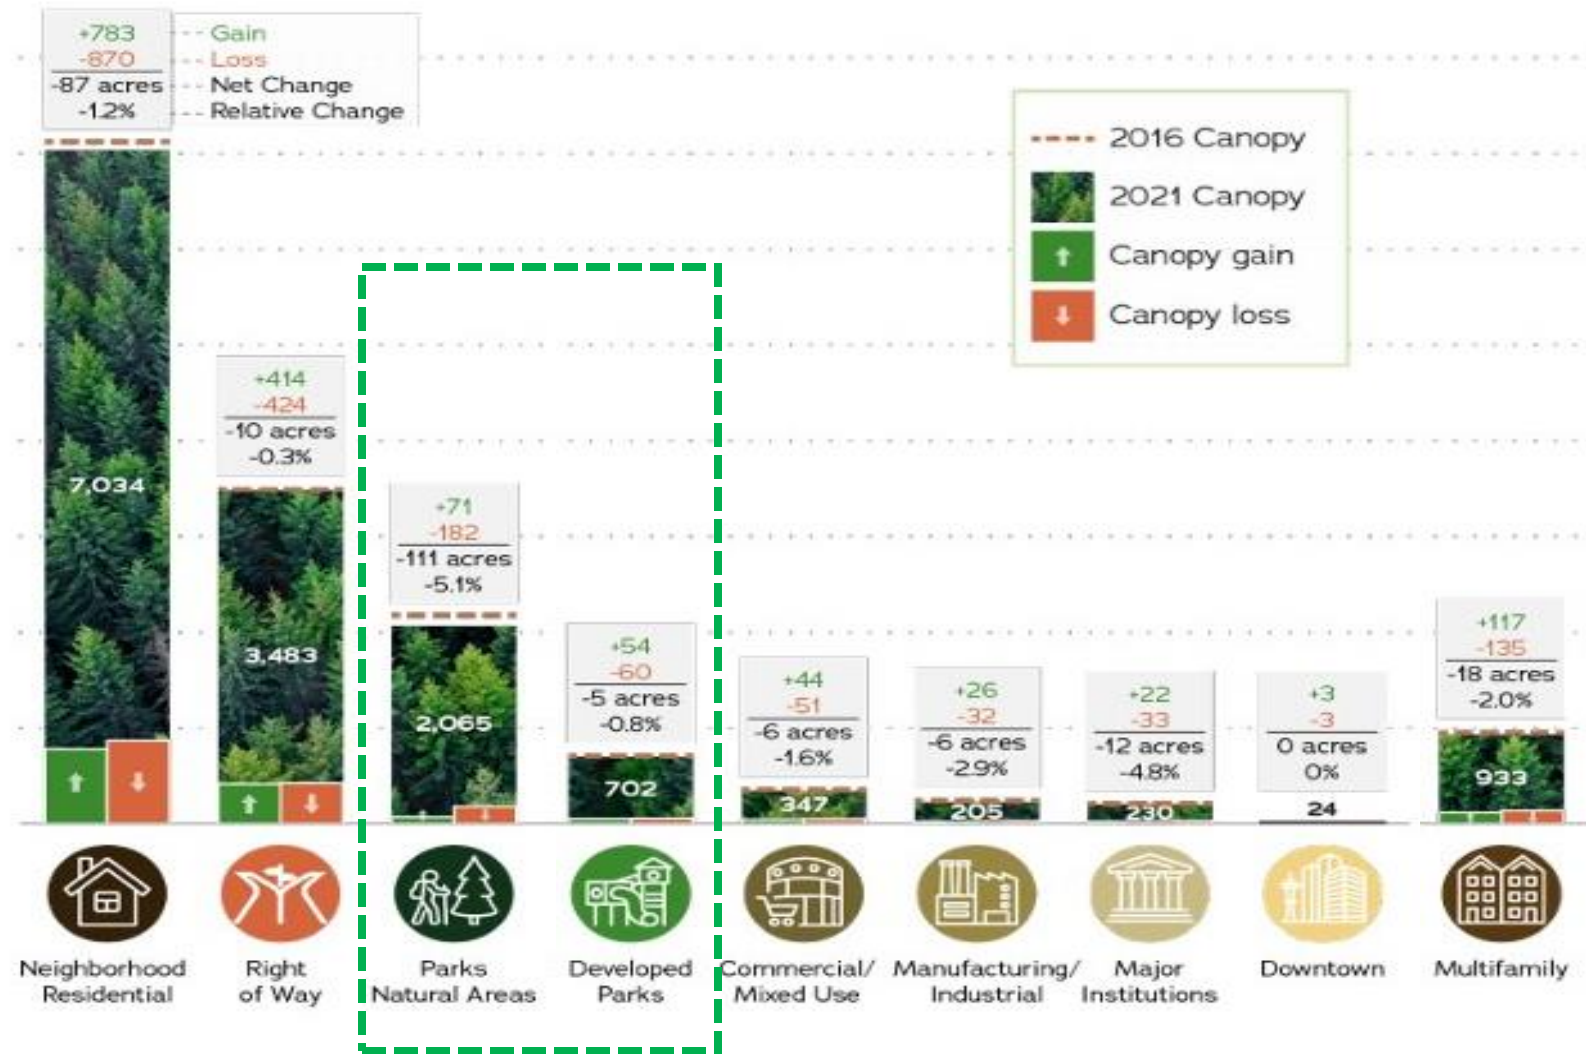 +783
-870
-87 acres
-1.2%
Gain
Loss
Net Change
Relative Change
2016 Canopy
2021 Canopy
Canopy gain
Canopy loss
+414
-424
-10 acres
-0.3%
+71
-182
-111 acres
-5.1%
+54
-60
-5 acres
-0.8%
+44
-51
-6 acres
-1.6%
+26
-32
-6 acres
-2.9%
+22
-33
-12 acres
-4.8%
+3
-3
0 acres
0%
+117
-135
-18 acres
-2.0%
7,034
3,483
2,065
702
347
205
230
24
933
Neighborhood
Residential
Right
of Way
Parks
Natural Areas
Developed
Parks
Commercial/
Mixed Use
Manufacturing/
Industrial
Major
Institutions
Downtown
Multifamily